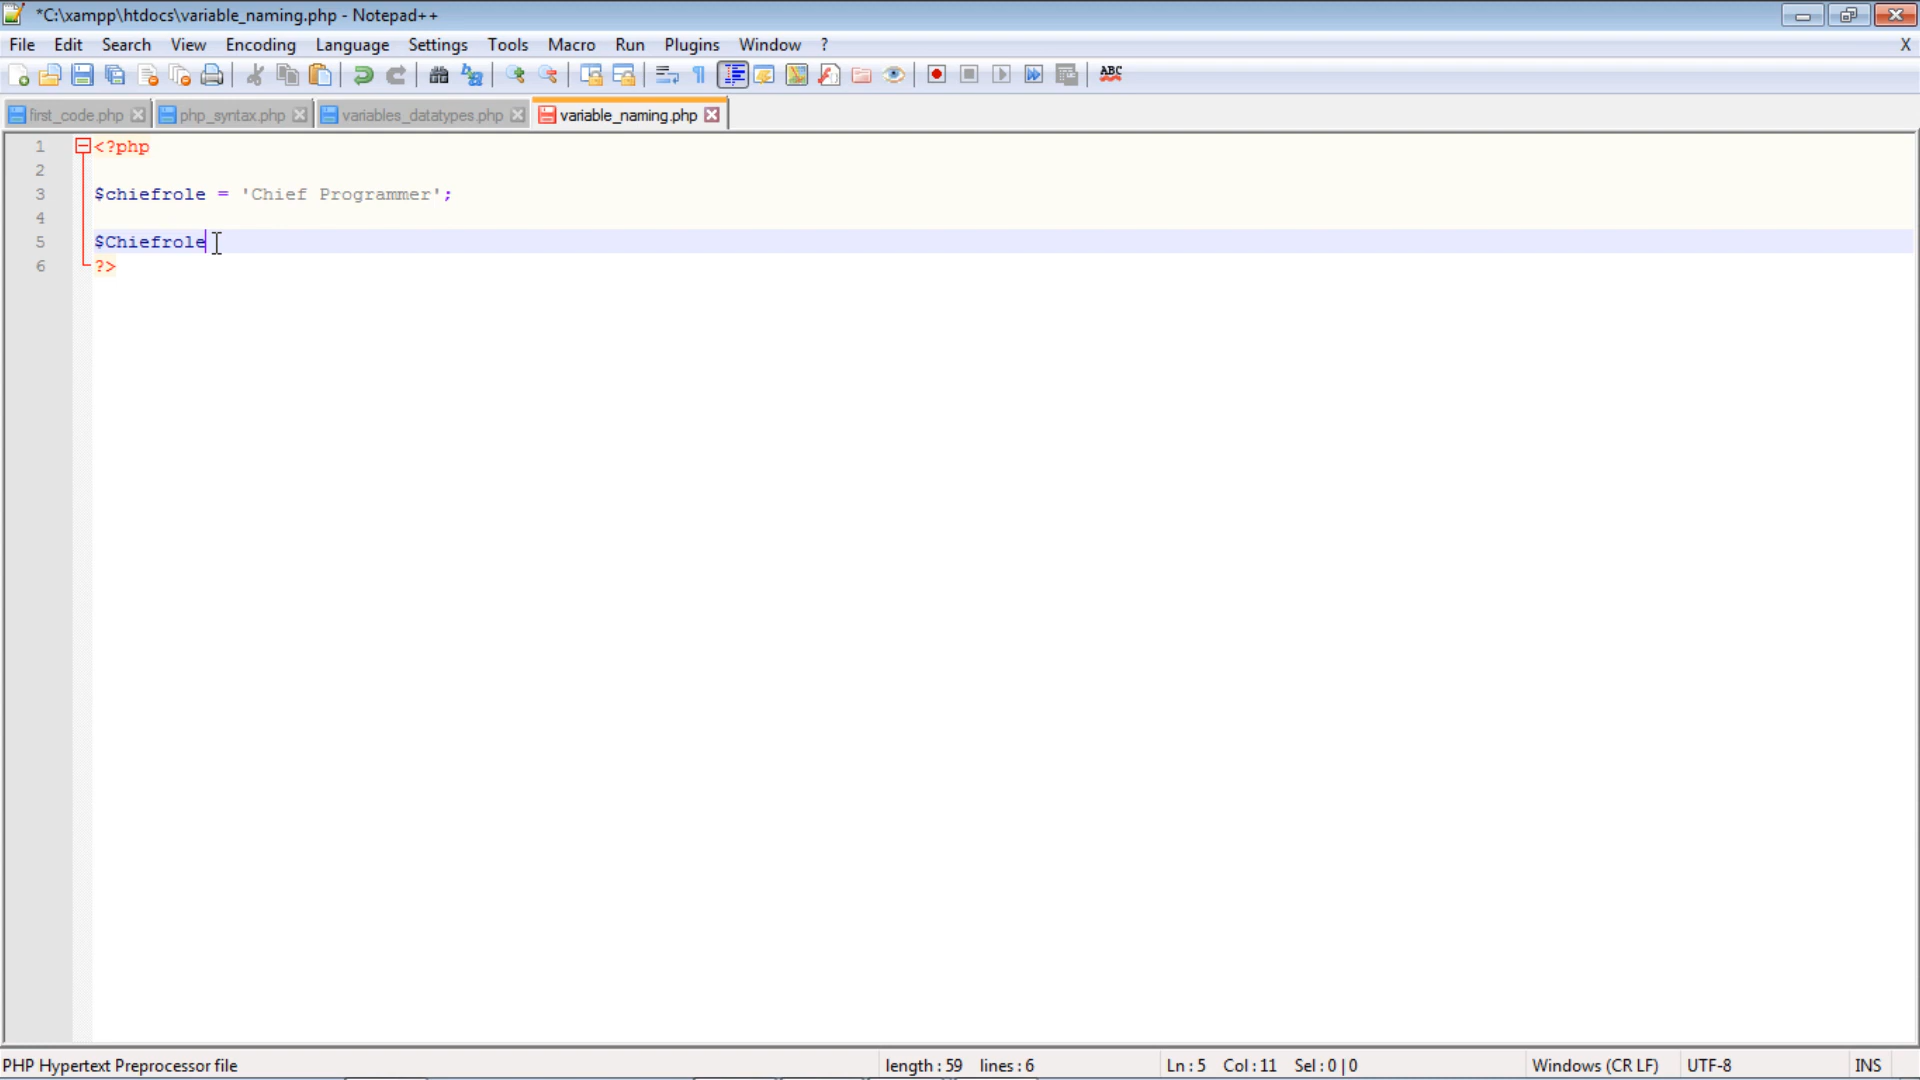 *C:\xampp\htdocs\variable_naming.php - Notepad++
File Edit Search View Encoding Language Settings Tools Macro Run Plugins Window ? X
first_code.php php_syntax.php variables_datatypes.php variable_naming.php
1 <?php
2
3 $chiefrole = 'Chief Programmer';
4
5 $Chiefrole
6 ?>
PHP Hypertext Preprocessor file length : 59 lines : 6 Ln : 5 Col : 11 Sel : 0 | 0 Windows (CR LF) UTF-8 INS